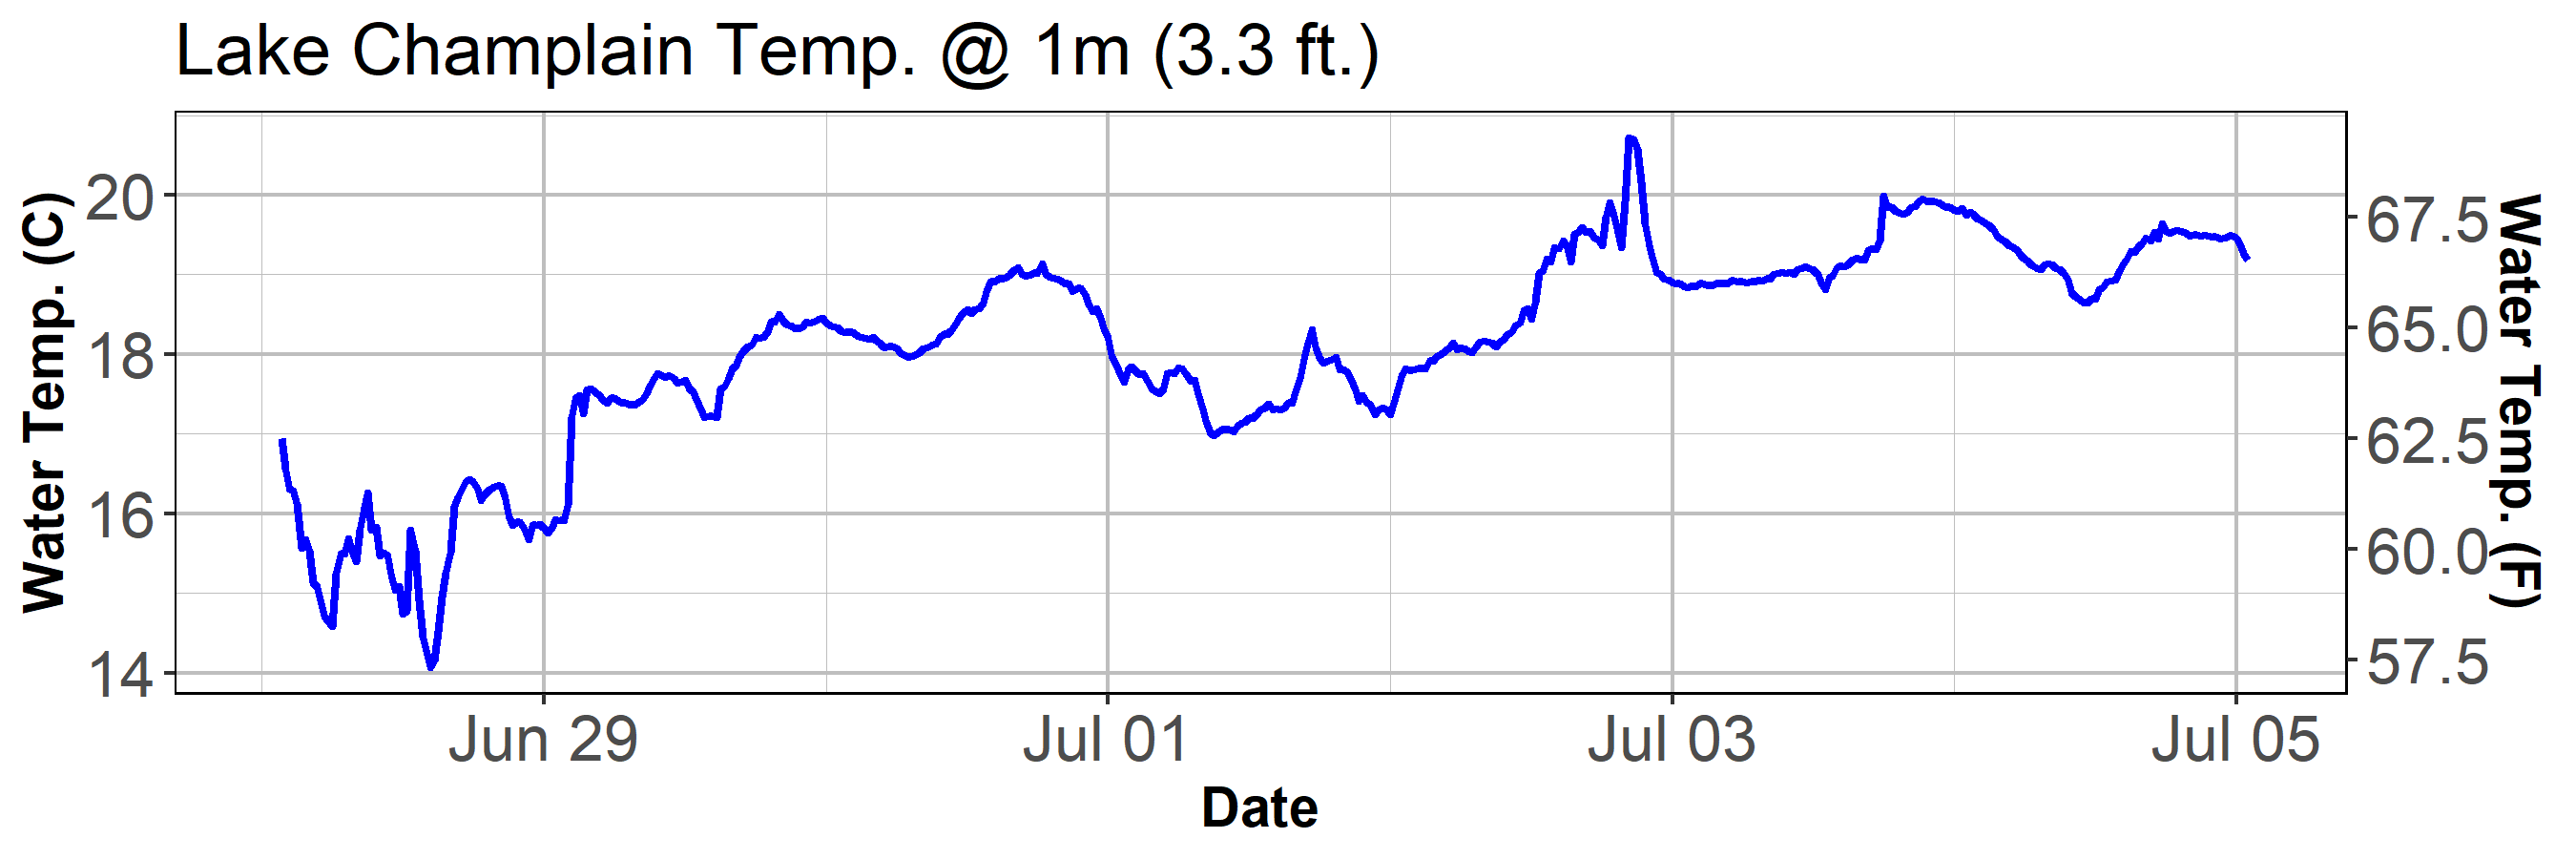 Lake Champlain Temp. @ 1m (3.3 ft.)
Water Temp. (C)
20
18
16
14
67.5
65.0
62.5
60.0
57.5
Water Temp. (F)
Jun 29
Jul 01
Jul 03
Jul 05
Date